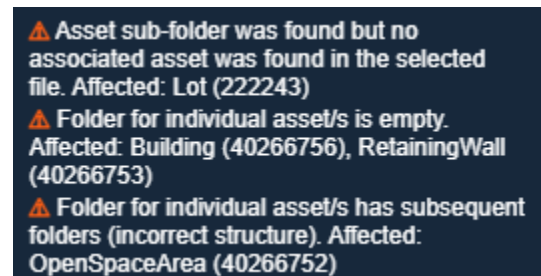 Asset sub-folder was found but no
associated asset was found in the selected
file. Affected: Lot (222243)
Folder for individual asset/s is empty.
Affected: Building (40266756), RetainingWall
(40266753)
Folder for individual asset/s has subsequent
folders (incorrect structure). Affected:
OpenSpaceArea (40266752)